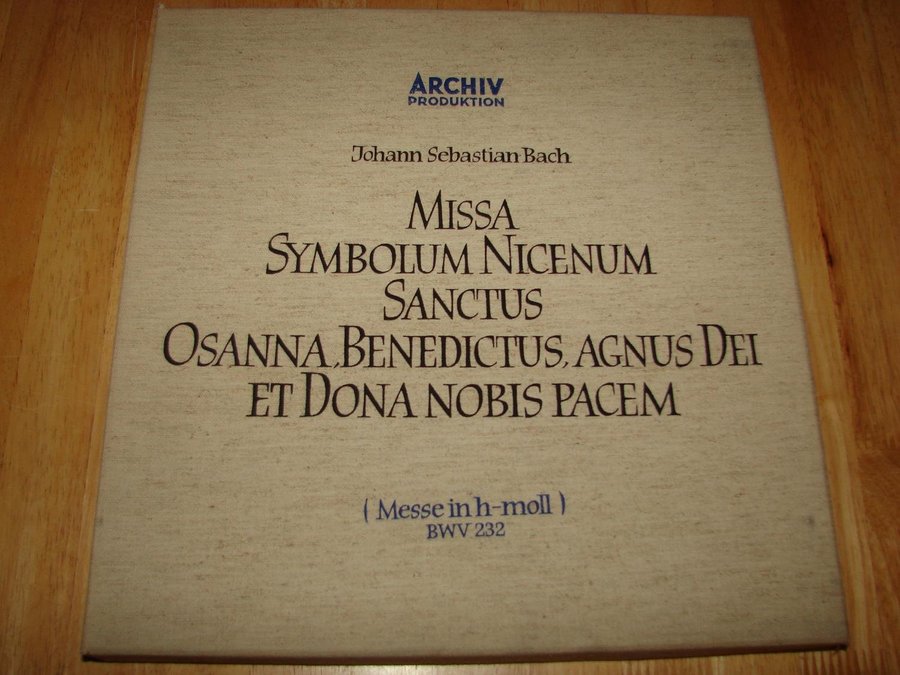 ARCHIV
PRODUKTION
Johann Sebastian Bach
MISSA
SYMBOLUM NICENUM
SANCTUS
OSANNA, BENEDICTUS, AGNUS DEI
ET DONA NOBIS PACEM
( Messe in h-moll )
BWV 232